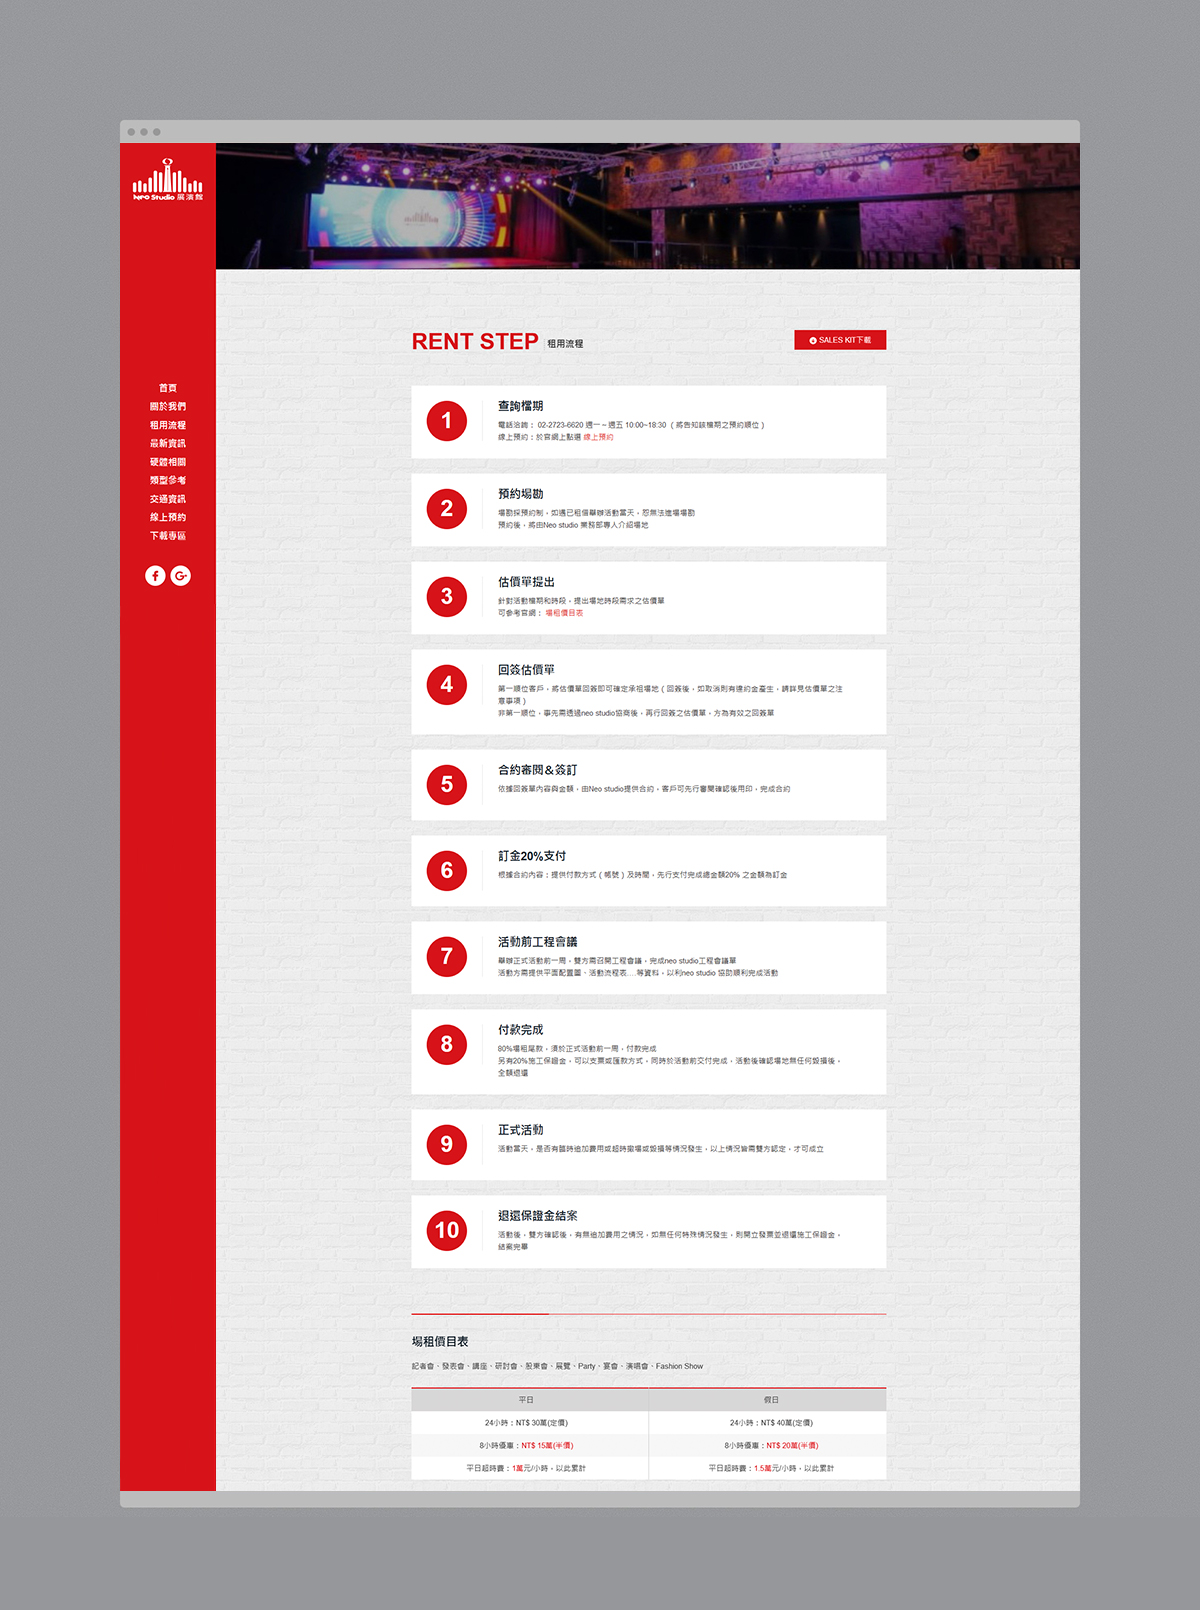 Neo Studio 展演館
首頁
關於我們
租用流程
最新資訊
硬體相關
類型參考
交通資訊
線上預約
下載專區
RENT STEP 租用流程
SALES KIT下載
1
查詢檔期
電話洽詢： 02-2723-6620 週一～週五 10:00~18:30 （將告知該檔期之預約順位）
線上預約：於官網上點選 線上預約
2
預約場勘
場勘採預約制，如遇已租借舉辦活動當天，恕無法進場場勘
預約後，將由Neo studio 業務部專人介紹場地
3
估價單提出
針對活動檔期和時段，提出場地時段需求之估價單
可參考官網： 場租價目表
4
回簽估價單
第一順位客戶，將估價單回簽即可確定承租場地（回簽後，如取消則有違約金產生，請詳見估價單之注
意事項）
非第一順位，事先需透過neo studio協商後，再行回簽之估價單，方為有效之回簽單
5
合約審閱＆簽訂
依據回簽單內容與金額，由Neo studio提供合約，客戶可先行審閱確認後用印，完成合約
6
訂金20%支付
根據合約內容：提供付款方式（帳號）及時間，先行支付完成總金額20% 之金額為訂金
7
活動前工程會議
舉辦正式活動前一周，雙方需召開工程會議，完成neo studio工程會議單
活動方需提供平面配置圖、活動流程表....等資料，以利neo studio 協助順利完成活動
8
付款完成
80%場租尾款，須於正式活動前一周，付款完成
另有20%施工保證金，可以支票或匯款方式，同時於活動前交付完成，活動後確認場地無任何毀損後，
全額退還
9
正式活動
活動當天，是否有臨時追加費用或超時撤場或毀損等情況發生，以上情況皆需雙方認定，才可成立
10
退還保證金結案
活動後，雙方確認後，有無追加費用之情況，如無任何特殊情況發生，則開立發票並退還施工保證金，
結案完畢
場租價目表
記者會、發表會、講座、研討會、股東會、展覽、Party、宴會、演唱會、Fashion Show
平日 假日
24小時：NT$ 30萬(定價) 24小時：NT$ 40萬(定價)
8小時優惠：NT$ 15萬(半價) 8小時優惠：NT$ 20萬(半價)
平日超時費：1萬元/小時，以此累計 平日超時費：1.5萬元/小時，以此累計